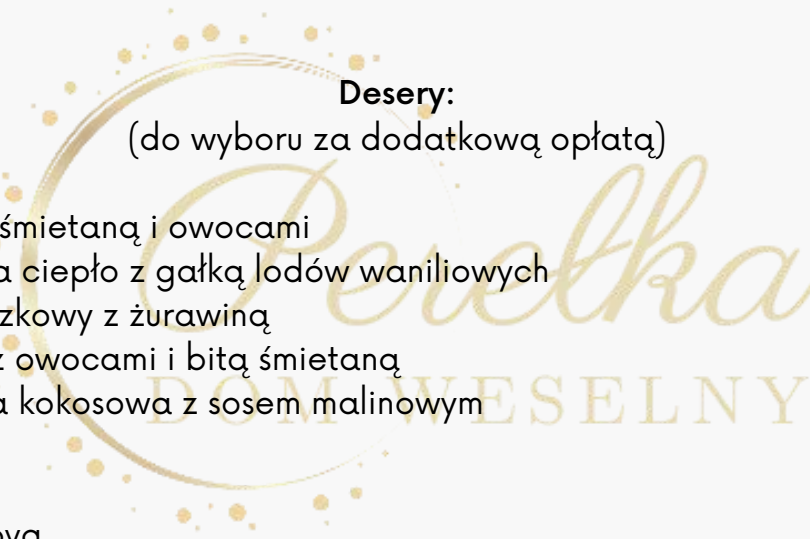 Desery:
(do wyboru za dodatkową opłatą)
śmietaną i owocami
ciepło z gałką lodów waniliowych
z żurawiną
owocami i bitą śmietaną
kokosowa z sosem malinowym
Perełka
DOM WESELNY